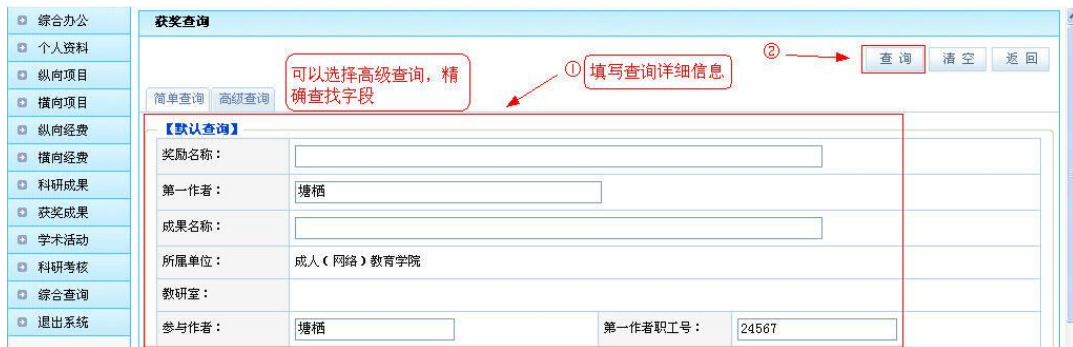 综合办公
个人资料
纵向项目
横向项目
纵向经费
横向经费
科研成果
获奖成果
学术活动
科研考核
综合查询
退出系统
获奖查询
② 查 询 清 空 返 回
可以选择高级查询，精
确查找字段
① 填写查询详细信息
简单查询 高级查询
【默认查询】
奖励名称：
第一作者： 塘栖
成果名称：
所属单位： 成人（网络）教育学院
教研室：
参与作者： 塘栖 第一作者职工号： 24567